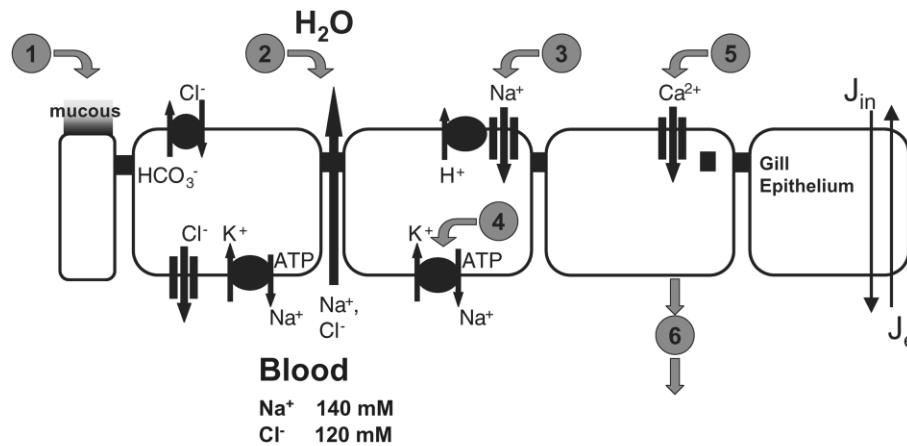 H₂O
1
2
3
5
Cl⁻
Na⁺
Ca²⁺
J in
mucous
HCO₃⁻
H⁺
Gill
Epithelium
4
Cl⁻
K⁺
ATP
K⁺
ATP
Na⁺
Na⁺,
Cl⁻
Na⁺
6
J e
Blood
Na⁺ 140 mM
Cl⁻ 120 mM